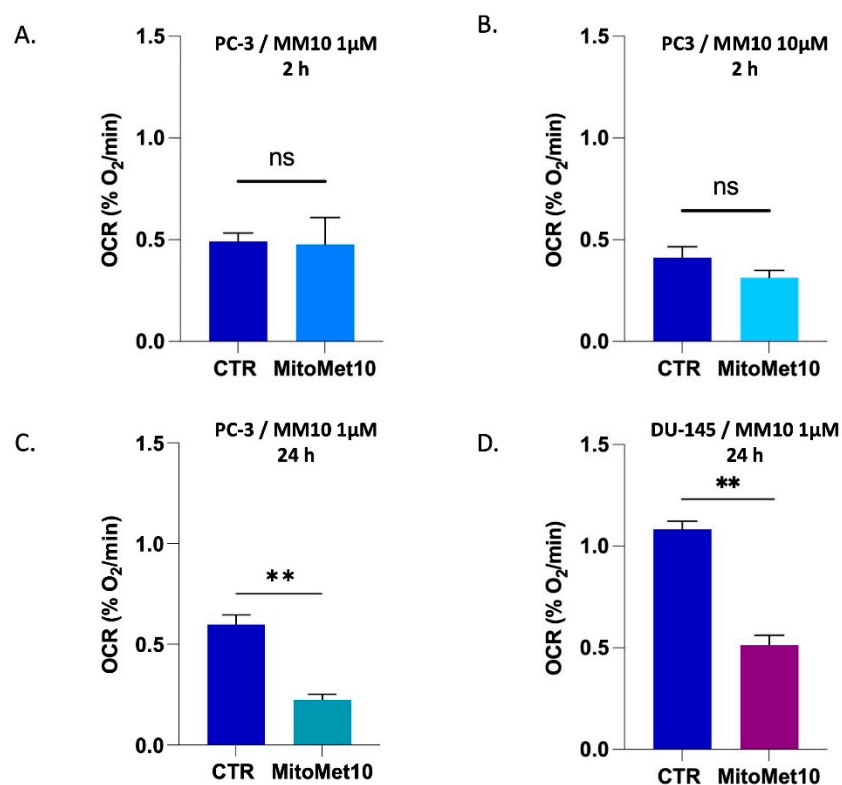 A.
PC-3 / MM10 1µM
2 h
OCR (% O₂/min)
1.5
1.0
0.5
0.0
ns
CTR MitoMet10
B.
PC3 / MM10 10µM
2 h
OCR (% O₂/min)
1.5
1.0
0.5
0.0
ns
CTR MitoMet10
C.
PC-3 / MM10 1µM
24 h
OCR (% O₂/min)
1.5
1.0
0.5
0.0
**
CTR MitoMet10
D.
DU-145 / MM10 1µM
24 h
OCR (% O₂/min)
1.5
1.0
0.5
0.0
**
CTR MitoMet10